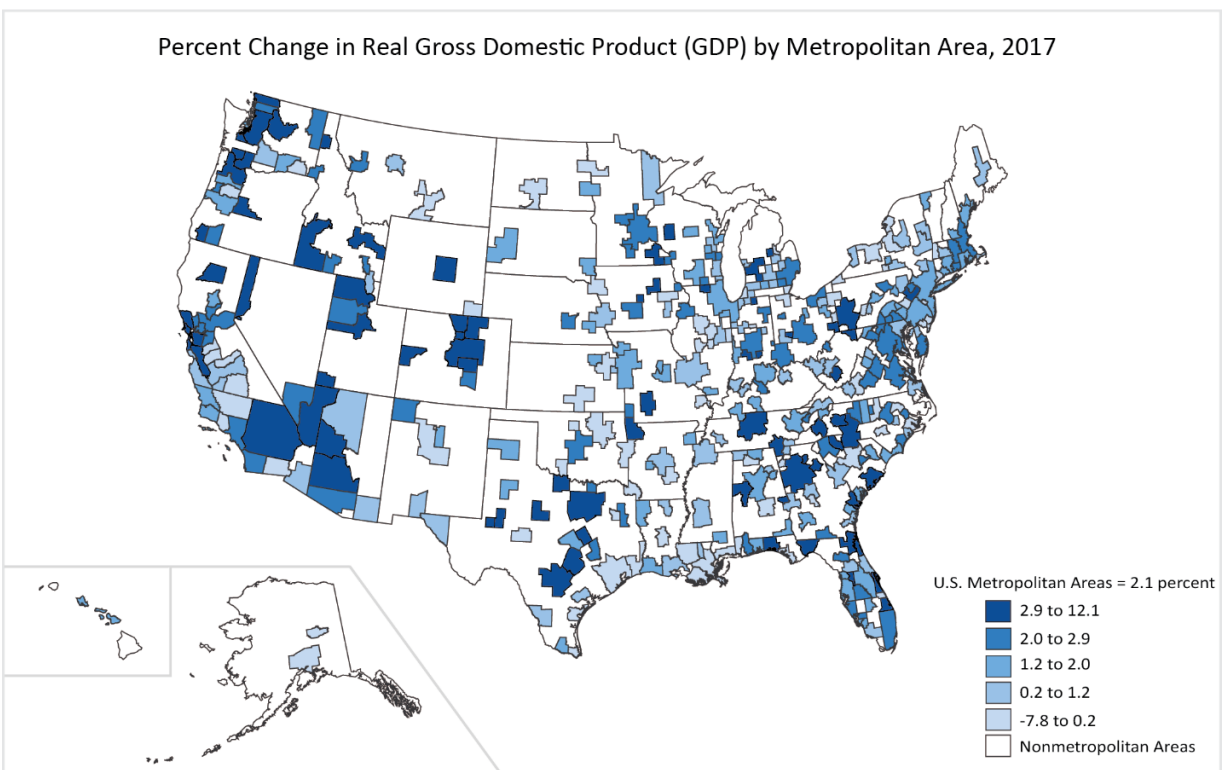 Percent Change in Real Gross Domestic Product (GDP) by Metropolitan Area, 2017
U.S. Metropolitan Areas = 2.1 percent
2.9 to 12.1
2.0 to 2.9
1.2 to 2.0
0.2 to 1.2
-7.8 to 0.2
Nonmetropolitan Areas